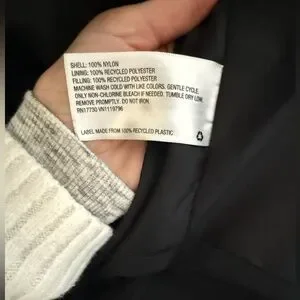 SHELL: 100% NYLON
LINING: 100% RECYCLED POLYESTER
FILLING: 100% RECYCLED POLYESTER
MACHINE WASH COLD WITH LIKE COLORS. GENTLE CYCLE.
ONLY NON-CHLORINE BLEACH IF NEEDED. TUMBLE DRY LOW.
REMOVE PROMPTLY. DO NOT IRON
RN17730 VN1119796
LABEL MADE FROM 100% RECYCLED PLASTIC